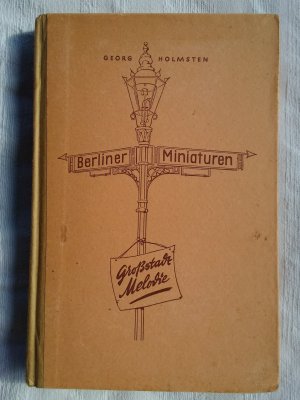 GEORG HOLMSTEN
Berliner Miniaturen
Großstadt
Melodie